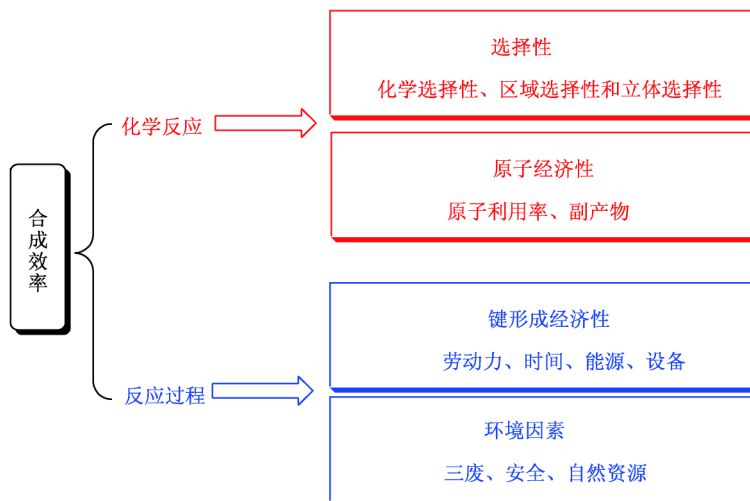 合成效率
化学反应
选择性
化学选择性、区域选择性和立体选择性
原子经济性
原子利用率、副产物
反应过程
键形成经济性
劳动力、时间、能源、设备
环境因素
三废、安全、自然资源